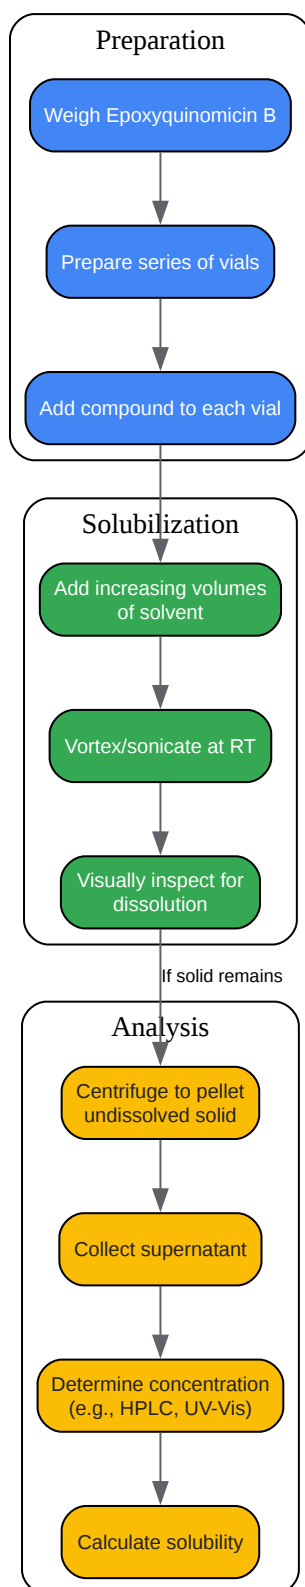 Preparation
Weigh Epoxyquinomicin B
Prepare series of vials
Add compound to each vial
Solubilization
Add increasing volumes
of solvent
Vortex/sonicate at RT
Visually inspect for
dissolution
If solid remains
Analysis
Centrifuge to pellet
undissolved solid
Collect supernatant
Determine concentration
(e.g., HPLC, UV-Vis)
Calculate solubility